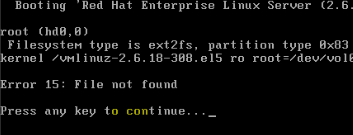 Booting 'Red Hat Enterprise Linux Server (2.6.
root (hd0,0)
Filesystem type is ext2fs, partition type 0x83
kernel /vmlinuz-2.6.18-308.el5 ro root=/dev/vol0
Error 15: File not found
Press any key to continue..._